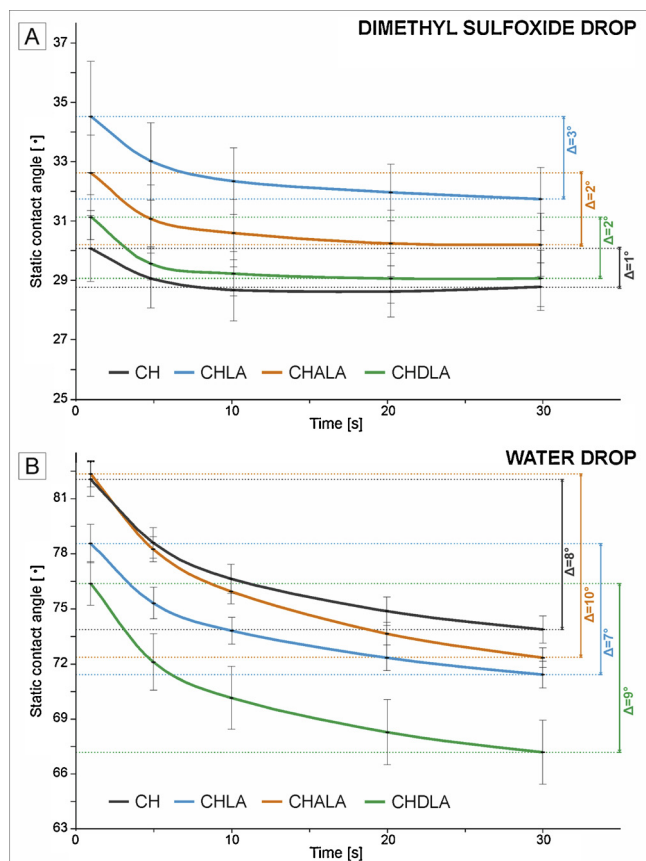 A
DIMETHYL SULFOXIDE DROP
37
35
33
31
29
27
25
Static contact angle [•]
Δ=3°
Δ=2°
Δ=2°
Δ=1°
CH CHLA CHALA CHDLA
0 10 20 30
Time [s]
B
WATER DROP
81
78
75
72
69
66
63
Static contact angle [•]
Δ=8°
Δ=10°
Δ=7°
Δ=9°
CH CHLA CHALA CHDLA
0 10 20 30
Time [s]